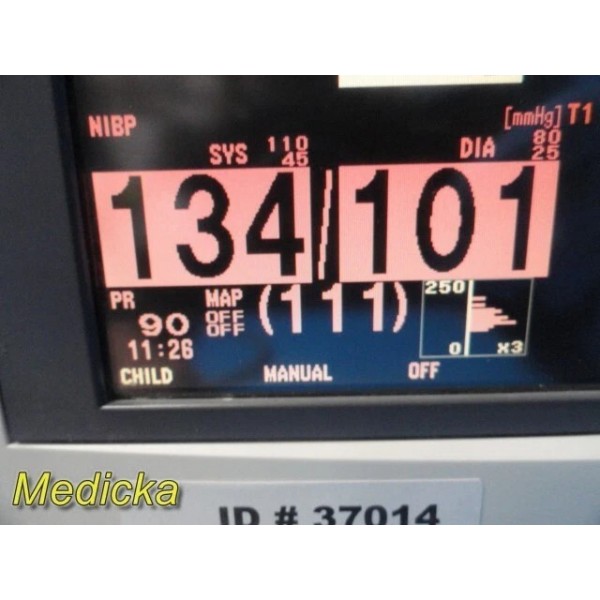 NIBP [mmHg] T1
SYS 110 45 DIA 80 25
134/101
PR MAP (111) 250
90 OFF OFF
11:26 0 x3
CHILD MANUAL OFF
Medicka
ID # 37014